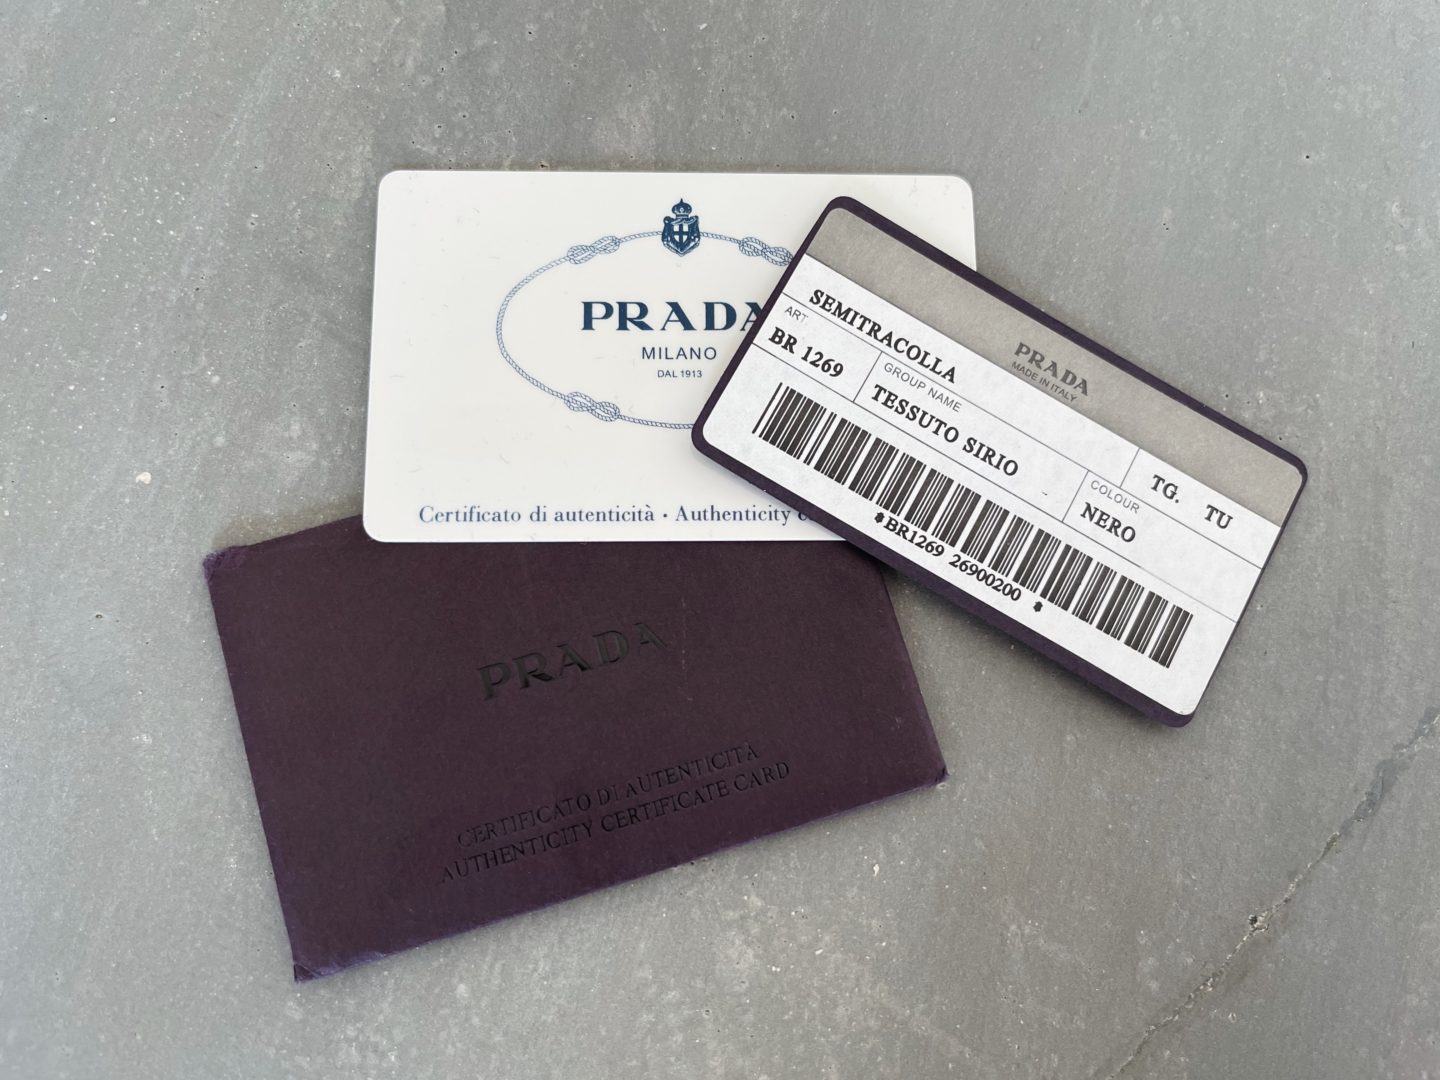 PRADA
MILANO
DAL 1913
Certificato di autenticità · Authenticity
PRADA
MADE IN ITALY
SEMITRACOLLA
TG. TU
ART
BR 1269
GROUP NAME
TESSUTO SIRIO
COLOUR
NERO
*BR1269 26900200 *
PRADA
CERTIFICATO DI AUTENTICITÀ
AUTHENTICITY CERTIFICATE CARD